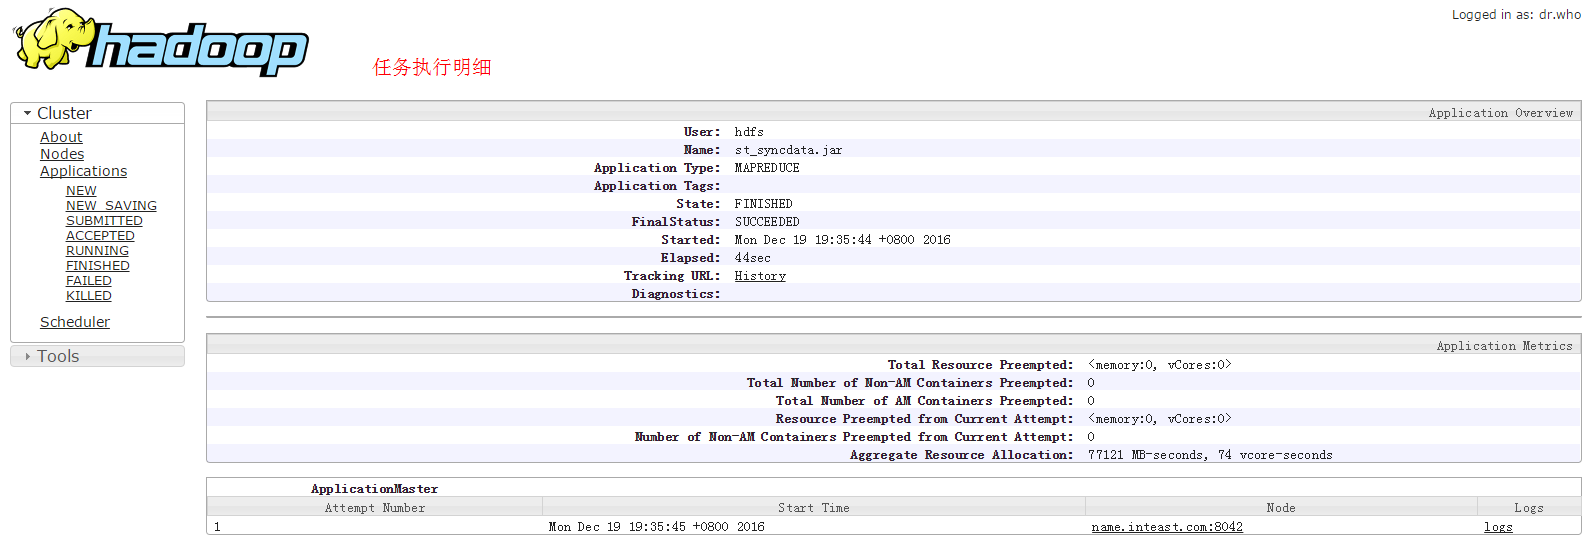 Logged in as: dr.who
hadoop
任务执行明细
Cluster
About
Nodes
Applications
NEW
NEW_SAVING
SUBMITTED
ACCEPTED
RUNNING
FINISHED
FAILED
KILLED
Scheduler
Tools
Application Overview
User: hdfs
Name: st_syncdata.jar
Application Type: MAPREDUCE
Application Tags:
State: FINISHED
FinalStatus: SUCCEEDED
Started: Mon Dec 19 19:35:44 +0800 2016
Elapsed: 44sec
Tracking URL: History
Diagnostics:
Application Metrics
Total Resource Preempted: <memory:0, vCores:0>
Total Number of Non-AM Containers Preempted: 0
Total Number of AM Containers Preempted: 0
Resource Preempted from Current Attempt: <memory:0, vCores:0>
Number of Non-AM Containers Preempted from Current Attempt: 0
Aggregate Resource Allocation: 77121 MB-seconds, 74 vcore-seconds
ApplicationMaster
Attempt Number Start Time Node Logs
1 Mon Dec 19 19:35:45 +0800 2016 name.inteast.com:8042 logs